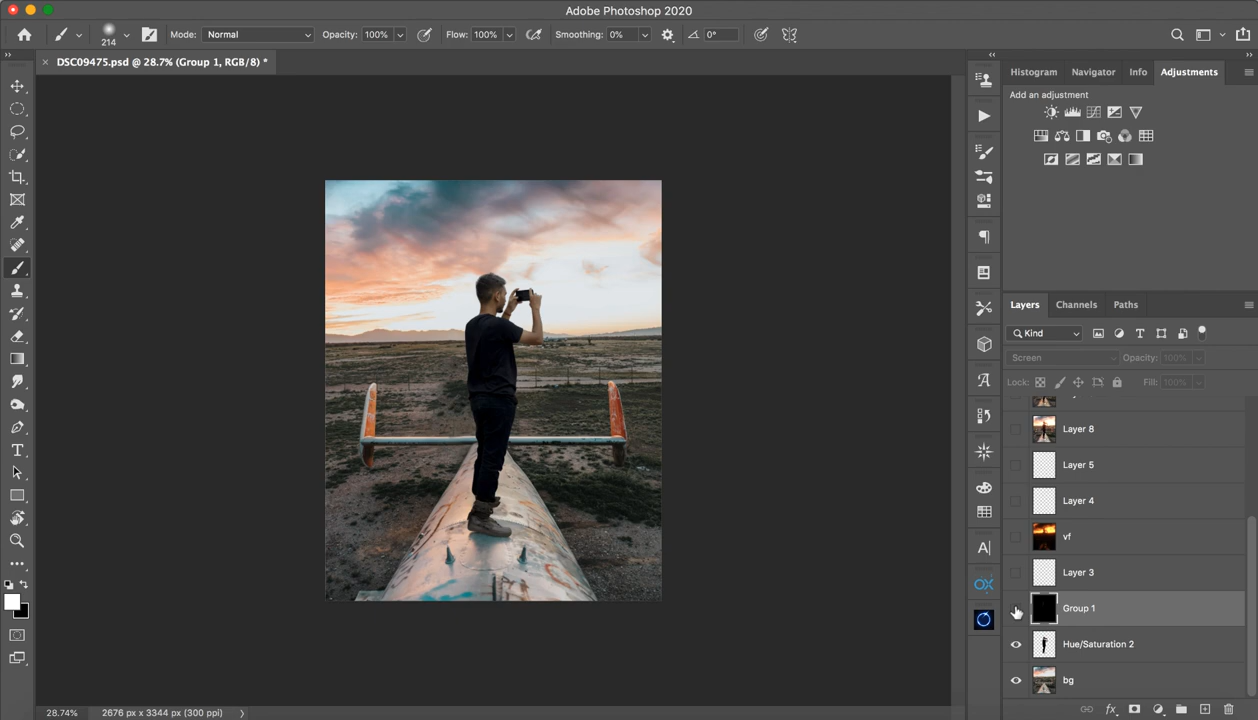 Adobe Photoshop 2020
214
Mode: Normal
Opacity: 100%
Flow: 100%
Smoothing: 0%
0°
DSC09475.psd @ 28.7% (Group 1, RGB/8) *
Histogram
Navigator
Info
Adjustments
Add an adjustment
Layers
Channels
Paths
Kind
Screen
Opacity: 100%
Lock:
Fill: 100%
Layer 8
Layer 5
Layer 4
vf
Layer 3
Group 1
Hue/Saturation 2
bg
fx
28.74%
2676 px x 3344 px (300 ppi)